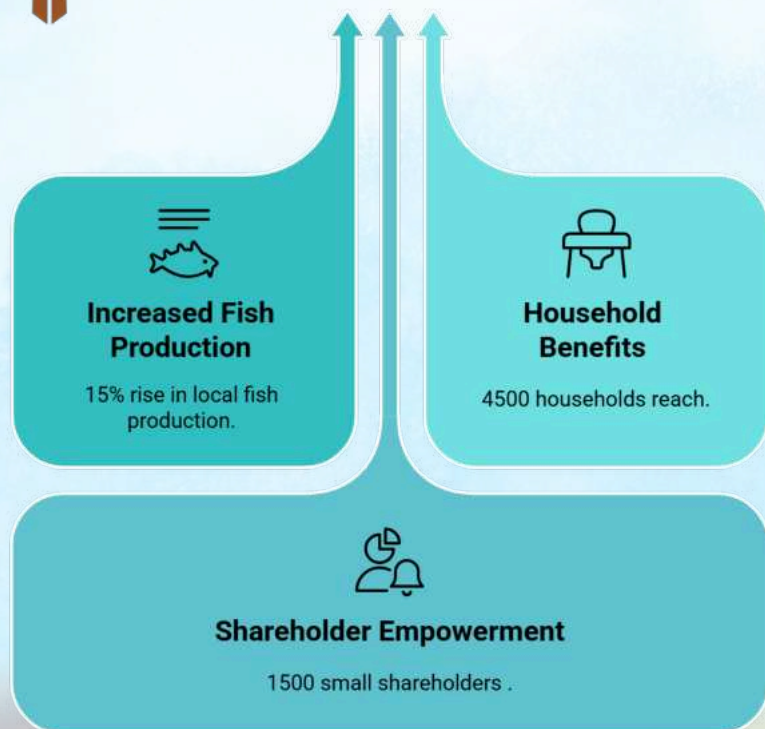 Increased Fish
Production
15% rise in local fish
production.
Household
Benefits
4500 households reach.
Shareholder Empowerment
1500 small shareholders .